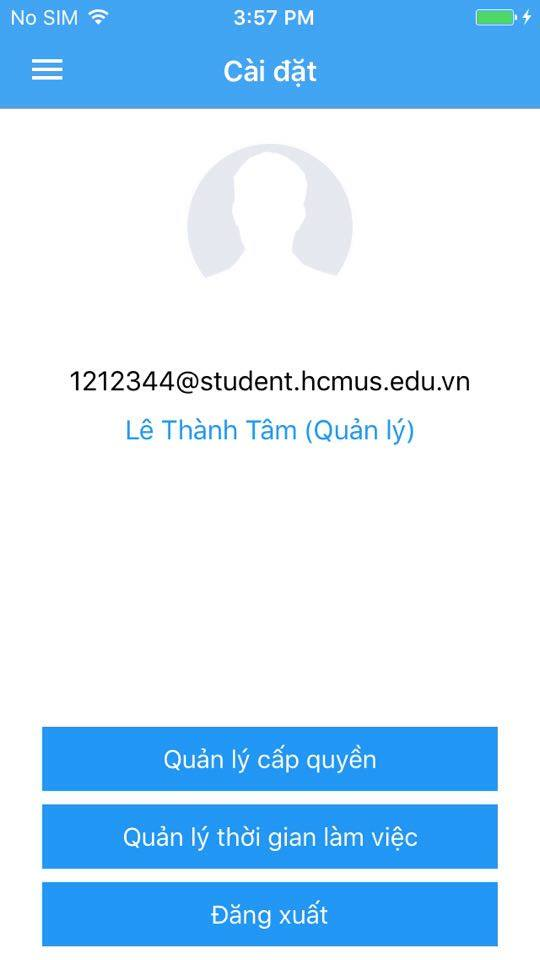 No SIM 3:57 PM
Cài đặt
1212344@student.hcmus.edu.vn
Lê Thành Tâm (Quản lý)
Quản lý cấp quyền
Quản lý thời gian làm việc
Đăng xuất